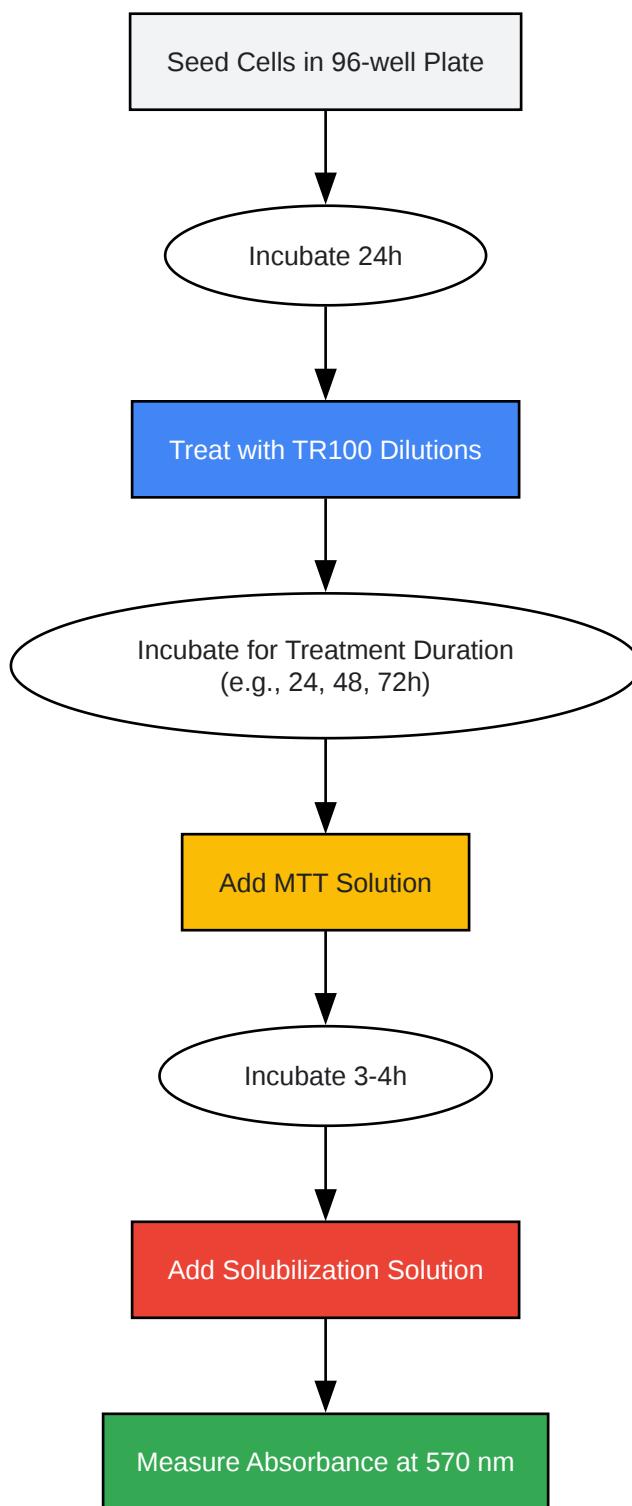 Seed Cells in 96-well Plate
Incubate 24h
Treat with TR100 Dilutions
Incubate for Treatment Duration
(e.g., 24, 48, 72h)
Add MTT Solution
Incubate 3-4h
Add Solubilization Solution
Measure Absorbance at 570 nm